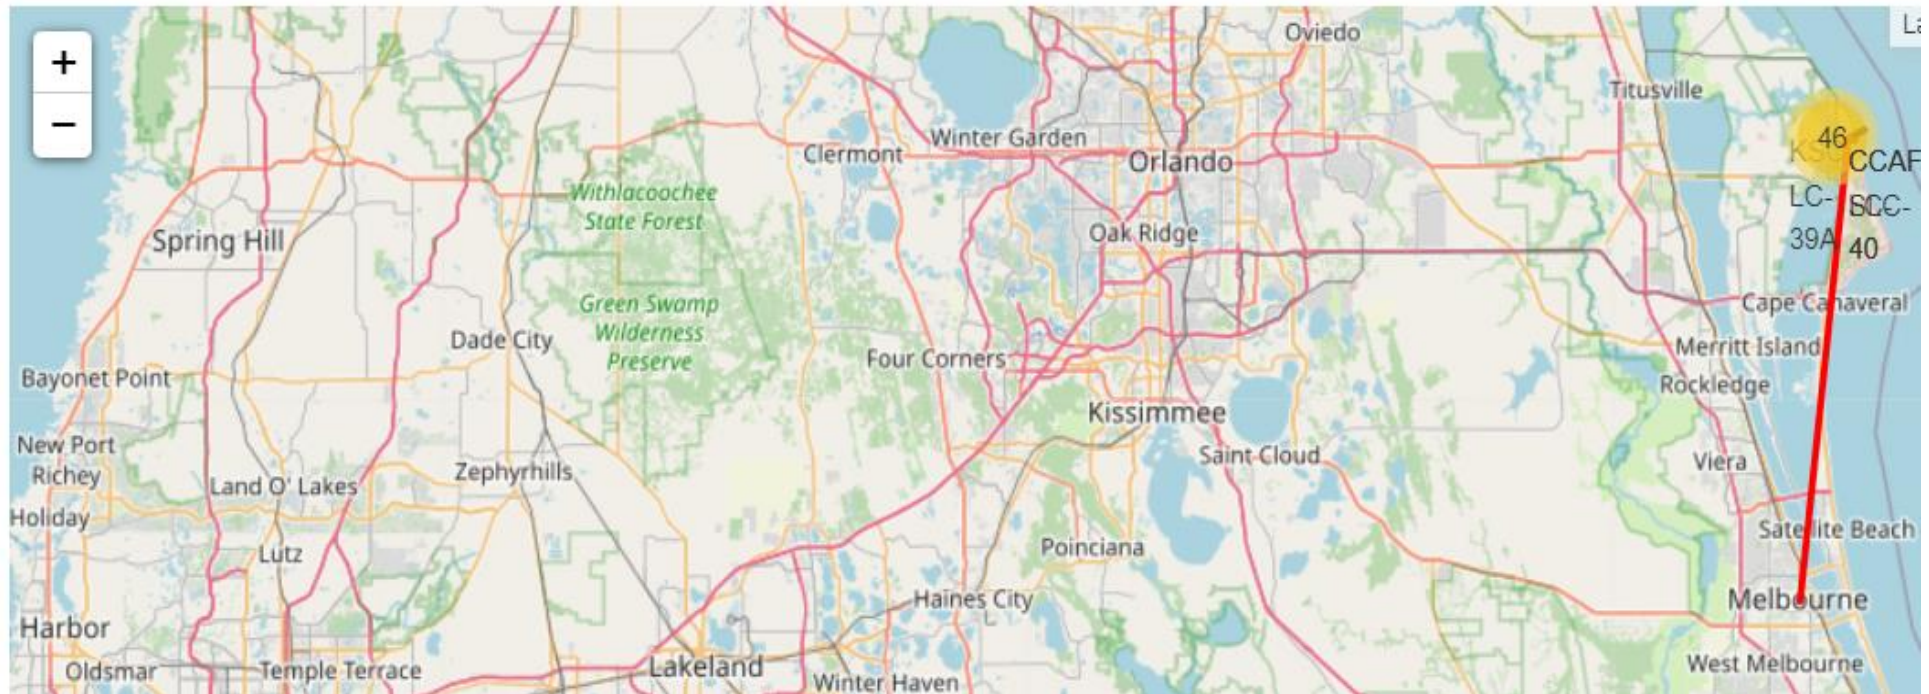 +
−
Oviedo
La
Titusville
46
Winter Garden
Clermont
Orlando
KSC
CCAF
Withlacoochee
State Forest
LC-
39A
40
Spring Hill
Oak Ridge
Green Swamp
Wilderness
Preserve
Cape Canaveral
Dade City
Merritt Island
Four Corners
Bayonet Point
Rockledge
Kissimmee
New Port
Richey
Saint Cloud
Viera
Zephyrhills
Land O' Lakes
Holiday
Satellite Beach
Lutz
Poinciana
Haines City
Melbourne
Harbor
Oldsmar
Temple Terrace
Lakeland
West Melbourne
Winter Haven